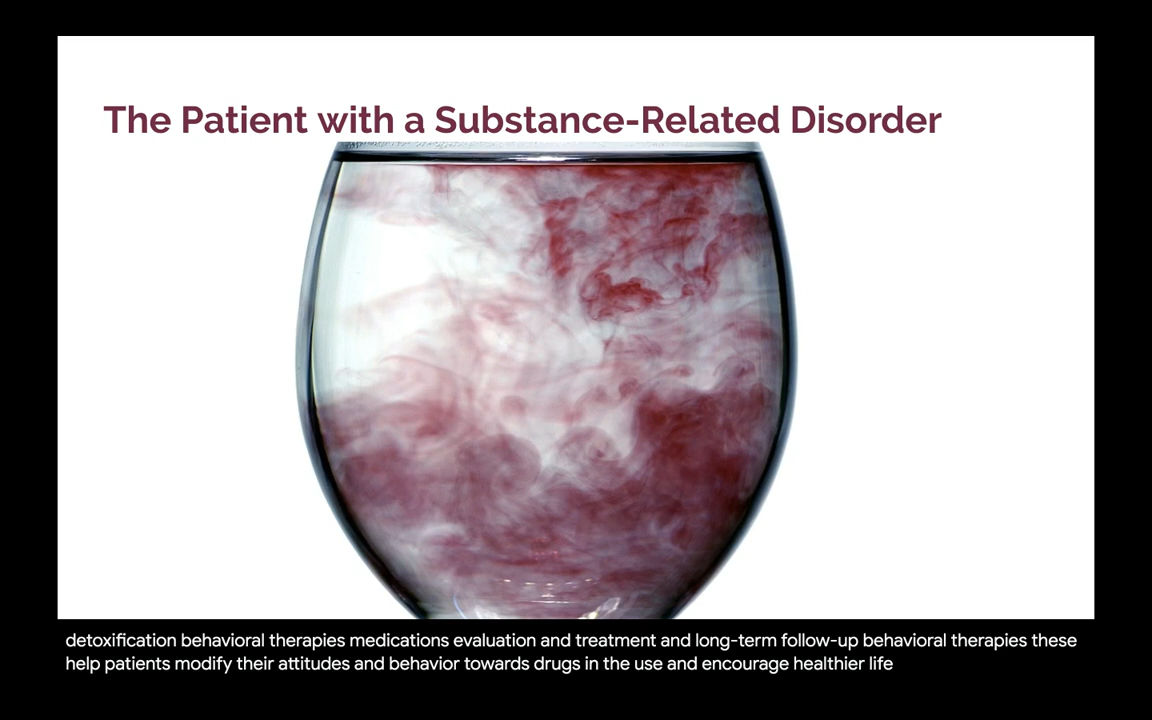 The Patient with a Substance-Related Disorder
detoxification behavioral therapies medications evaluation and treatment and long-term follow-up behavioral therapies these
help patients modify their attitudes and behavior towards drugs in the use and encourage healthier life